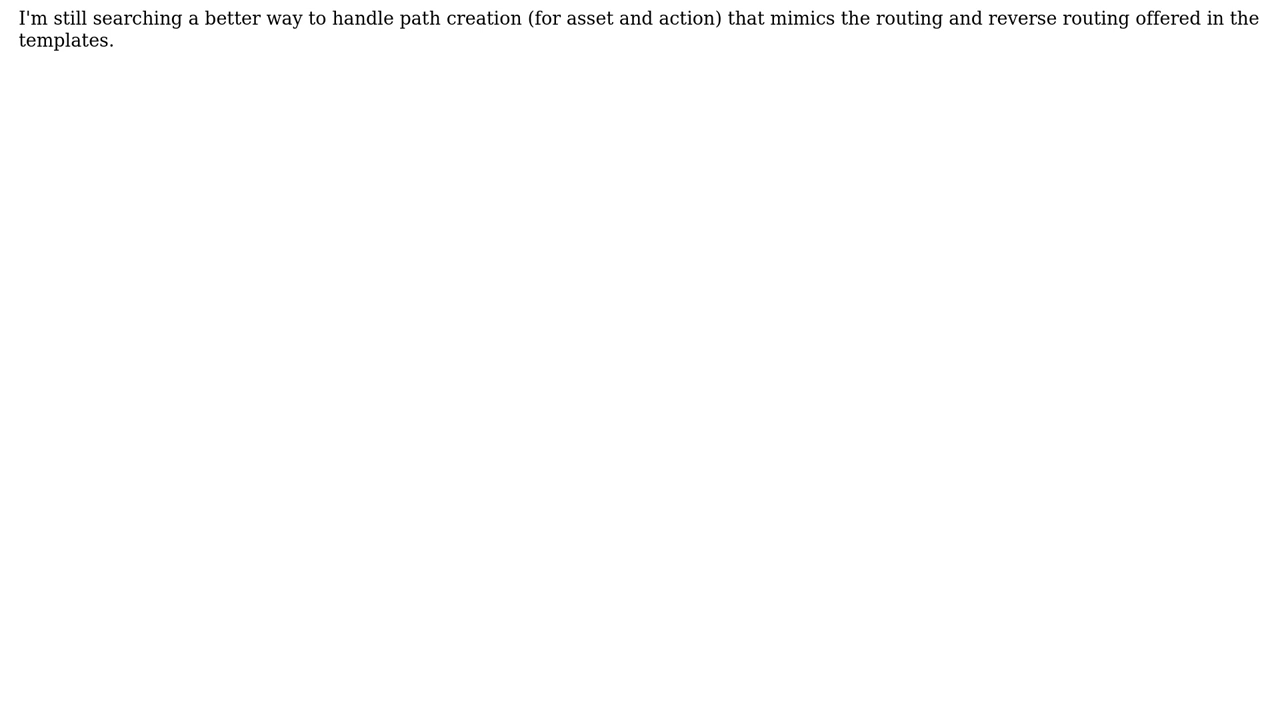 I'm still searching a better way to handle path creation (for asset and action) that mimics the routing and reverse routing offered in the
templates.